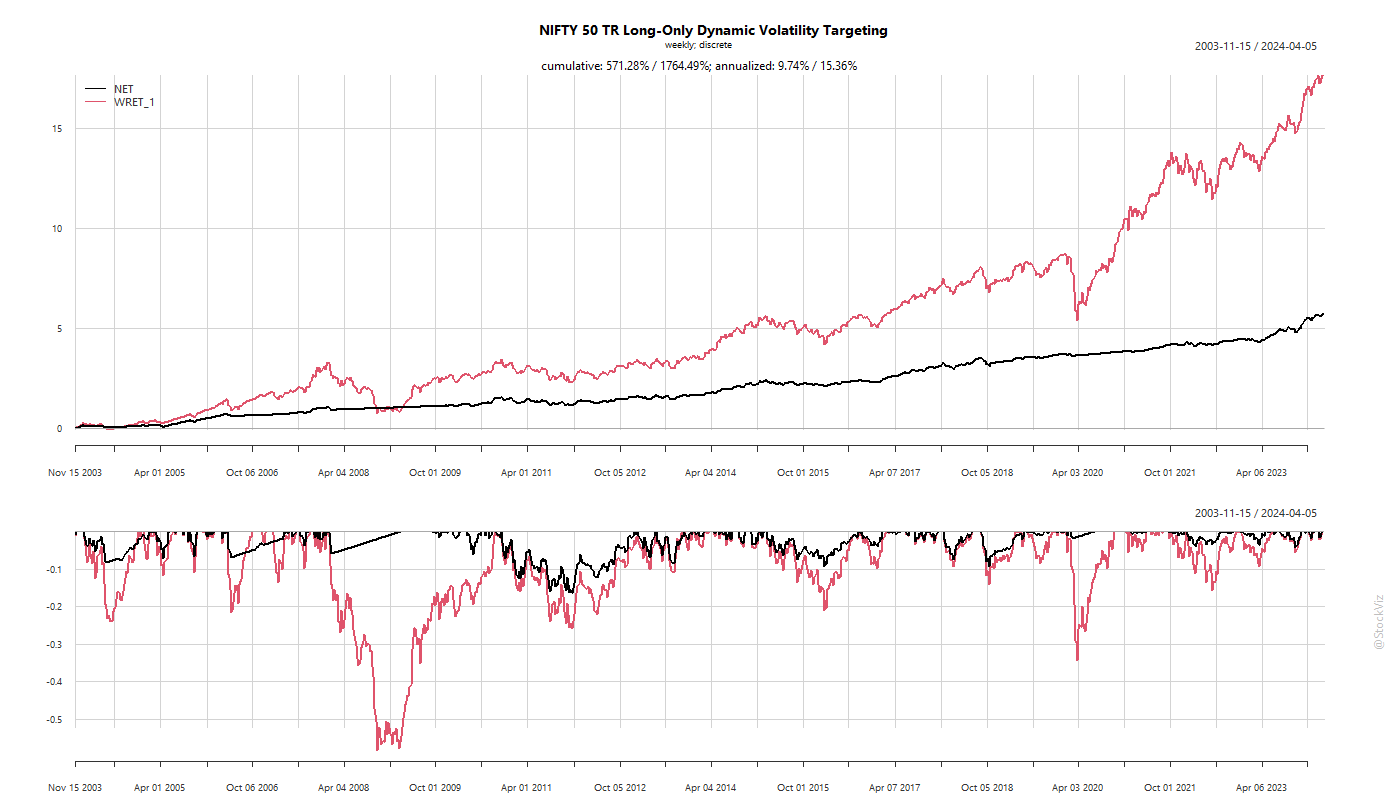 NIFTY 50 TR Long-Only Dynamic Volatility Targeting
weekly; discrete
2003-11-15 / 2024-04-05
cumulative: 571.28% / 1764.49%; annualized: 9.74% / 15.36%
NET
WRET_1
15
10
5
0
Nov 15 2003 Apr 01 2005 Oct 06 2006 Apr 04 2008 Oct 01 2009 Apr 01 2011 Oct 05 2012 Apr 04 2014 Oct 01 2015 Apr 07 2017 Oct 05 2018 Apr 03 2020 Oct 01 2021 Apr 06 2023
2003-11-15 / 2024-04-05
-0.1
-0.2
-0.3
-0.4
-0.5
Nov 15 2003 Apr 01 2005 Oct 06 2006 Apr 04 2008 Oct 01 2009 Apr 01 2011 Oct 05 2012 Apr 04 2014 Oct 01 2015 Apr 07 2017 Oct 05 2018 Apr 03 2020 Oct 01 2021 Apr 06 2023
@StockViz